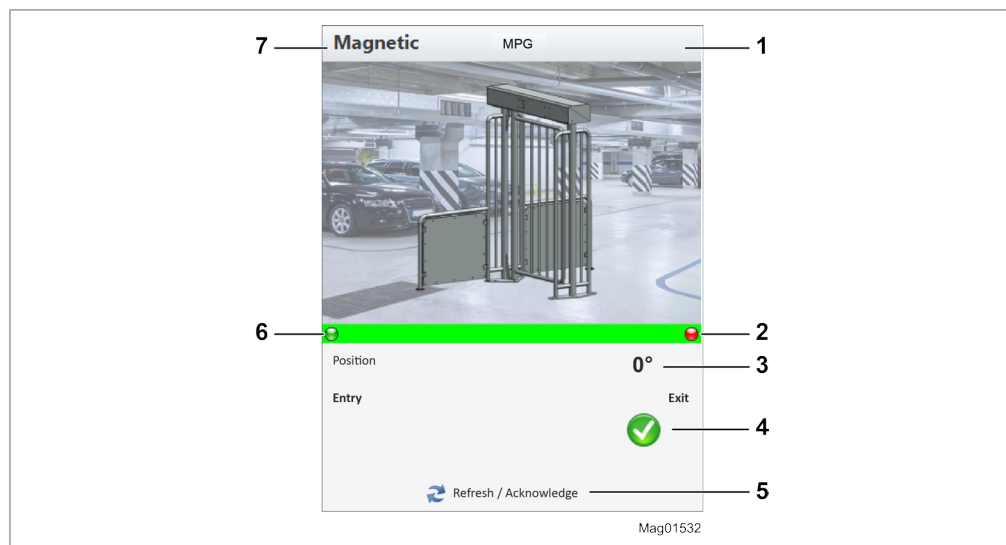 7 Magnetic MPG 1
6 2
Position 0° 3
Entry Exit
4
Refresh / Acknowledge 5
Mag01532